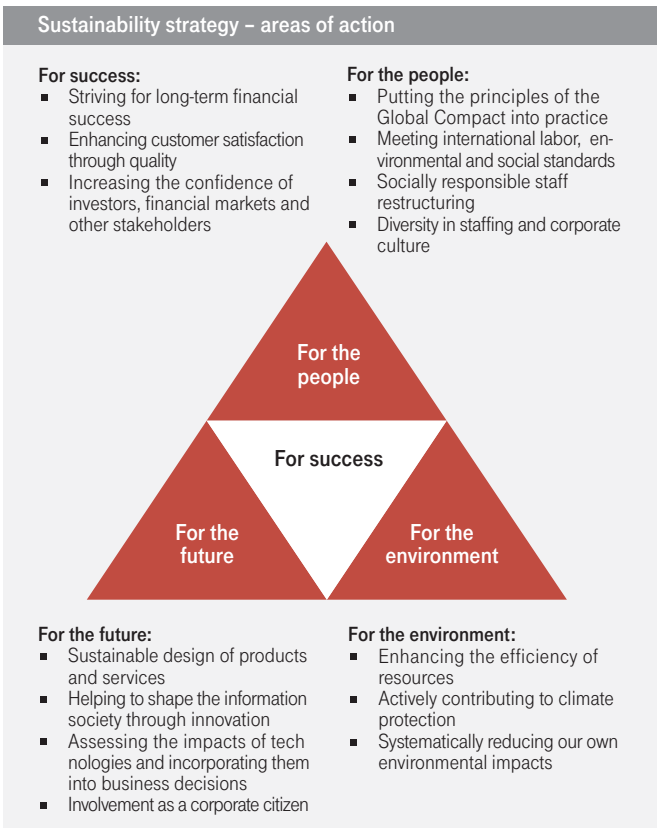 Sustainability strategy – areas of action
For success:
■ Striving for long-term financial
success
■ Enhancing customer satisfaction
through quality
■ Increasing the confidence of
investors, financial markets and
other stakeholders
For the people:
■ Putting the principles of the
Global Compact into practice
■ Meeting international labor, en-
vironmental and social standards
■ Socially responsible staff
restructuring
■ Diversity in staffing and corporate
culture
For the
people
For success
For the
future
For the
environment
For the future:
■ Sustainable design of products
and services
■ Helping to shape the information
society through innovation
■ Assessing the impacts of tech
nologies and incorporating them
into business decisions
■ Involvement as a corporate citizen
For the environment:
■ Enhancing the efficiency of
resources
■ Actively contributing to climate
protection
■ Systematically reducing our own
environmental impacts